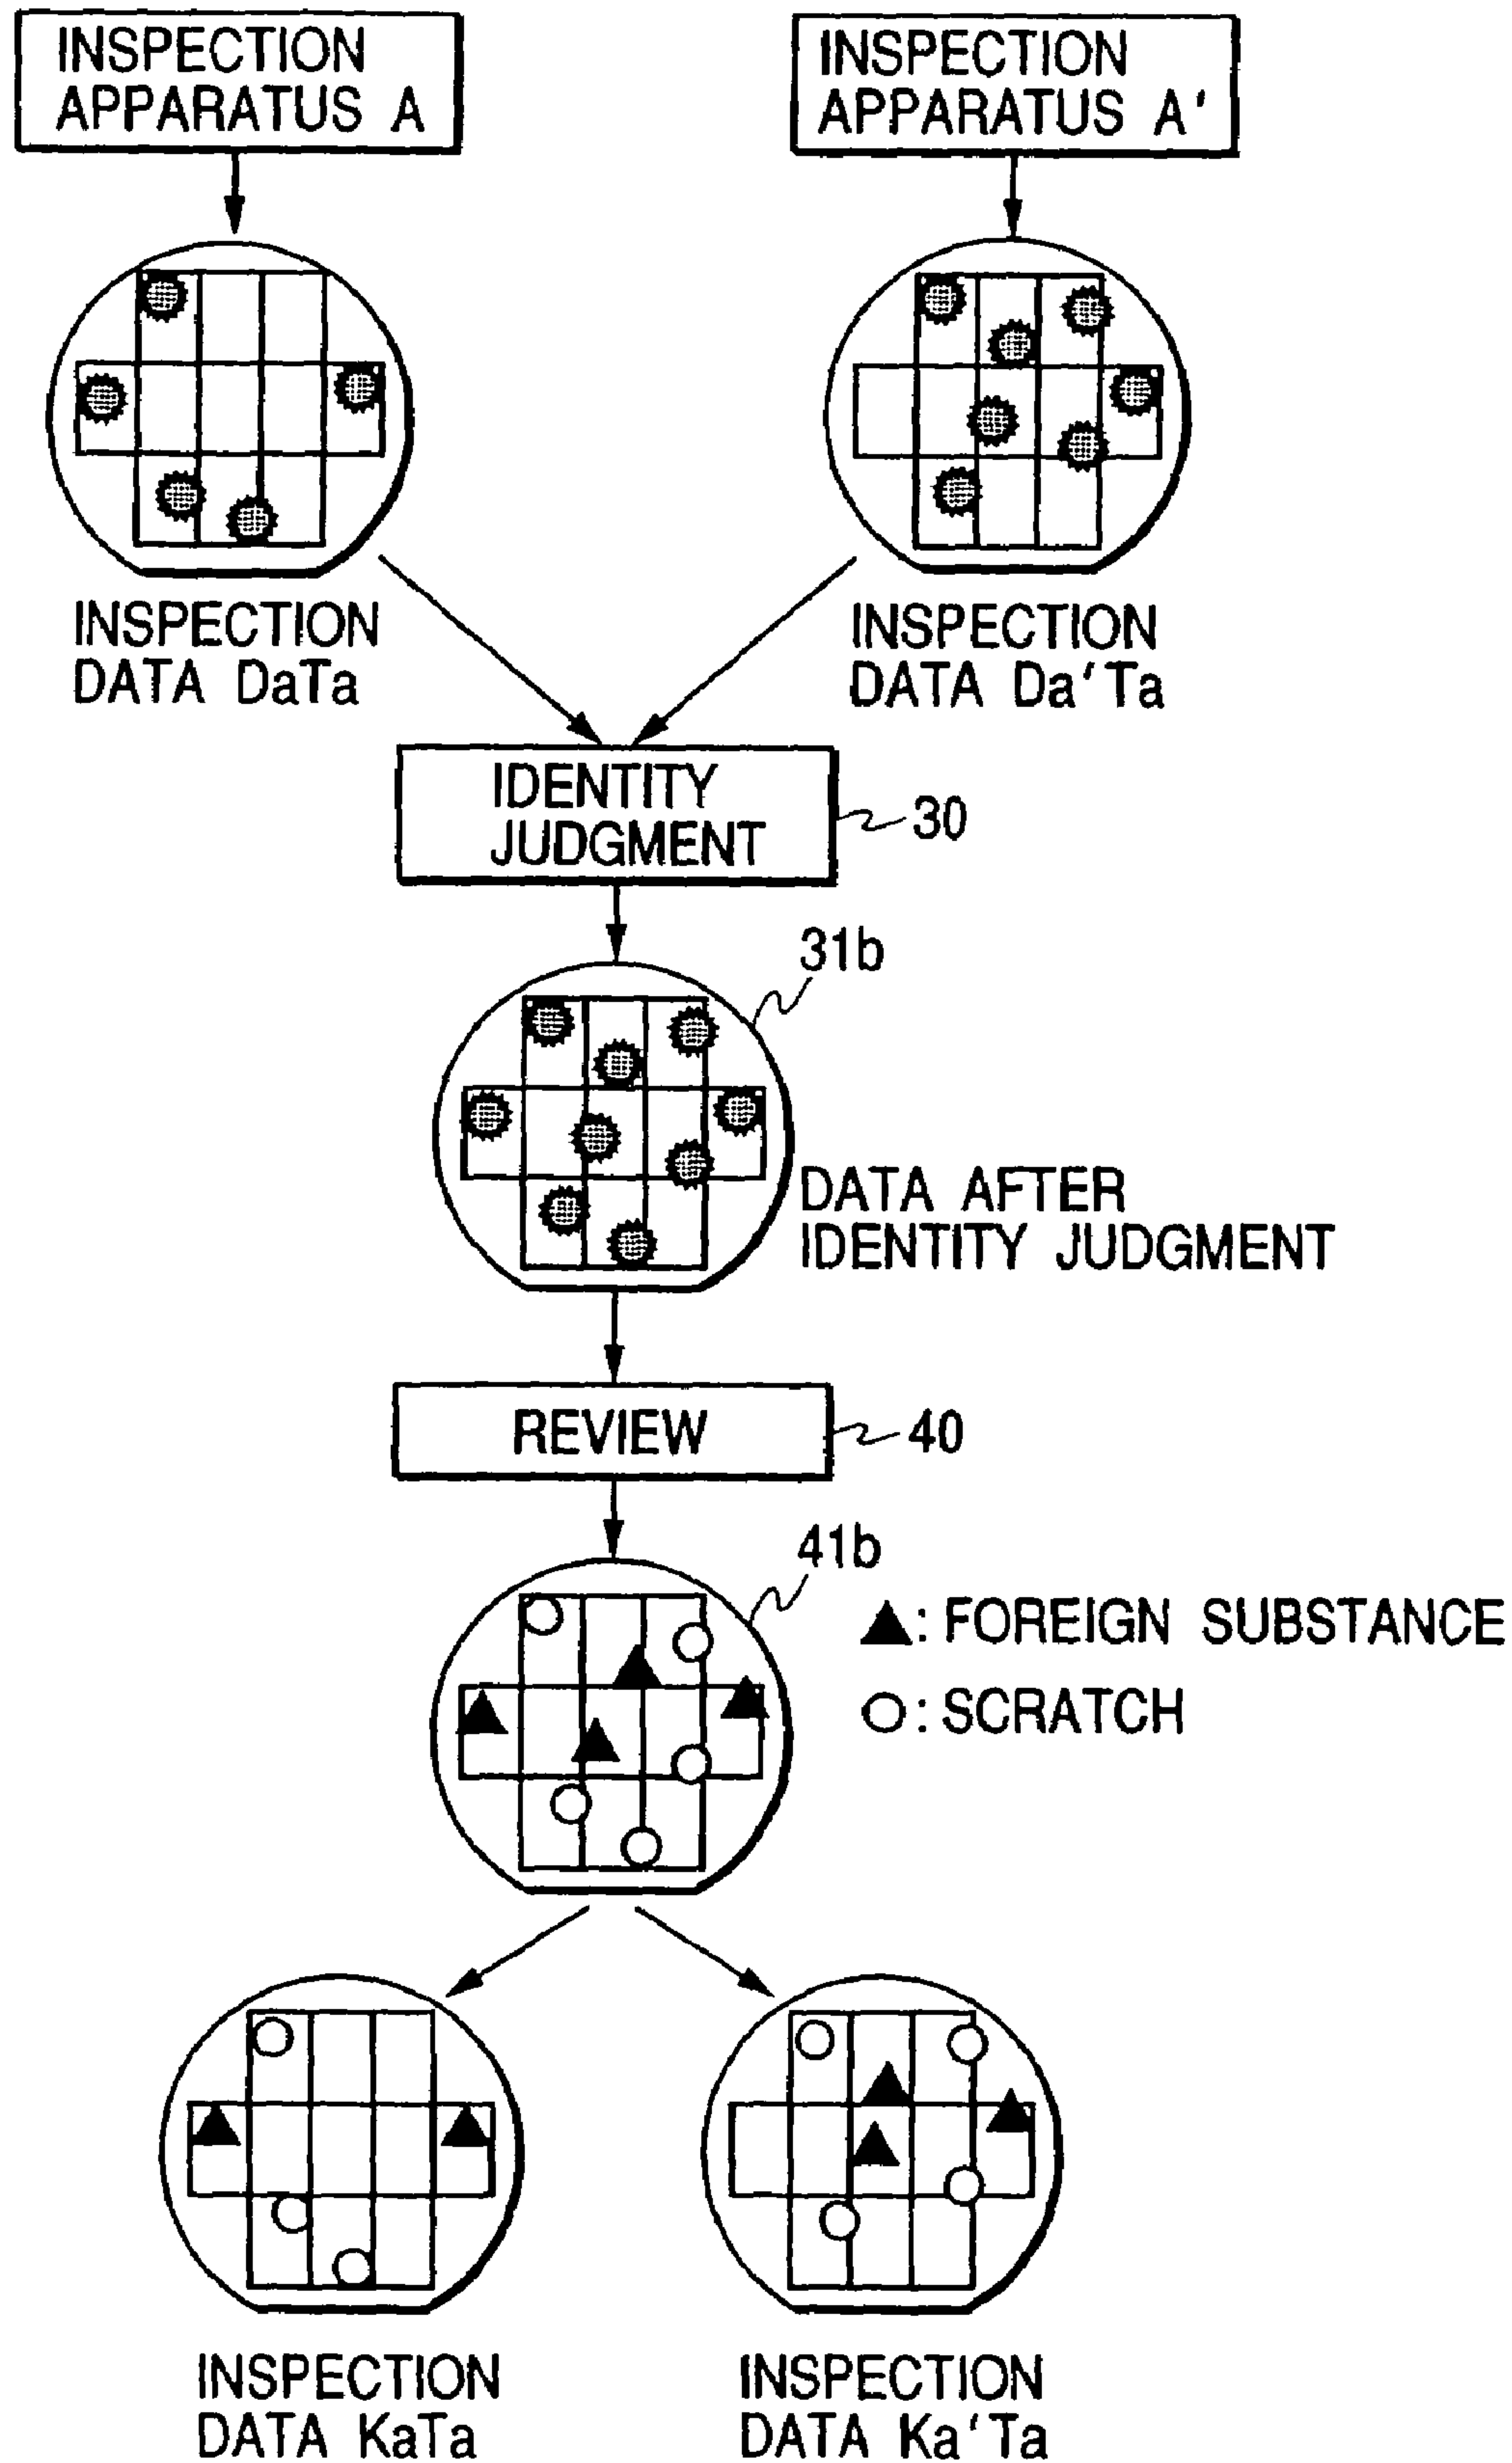 INSPECTION
APPARATUS A
INSPECTION
APPARATUS A'
INSPECTION
DATA DaTa
INSPECTION
DATA Da'Ta
IDENTITY
JUDGMENT
30
31b
DATA AFTER
IDENTITY JUDGMENT
REVIEW
40
41b
▲: FOREIGN SUBSTANCE
○: SCRATCH
INSPECTION
DATA KaTa
INSPECTION
DATA Ka'Ta